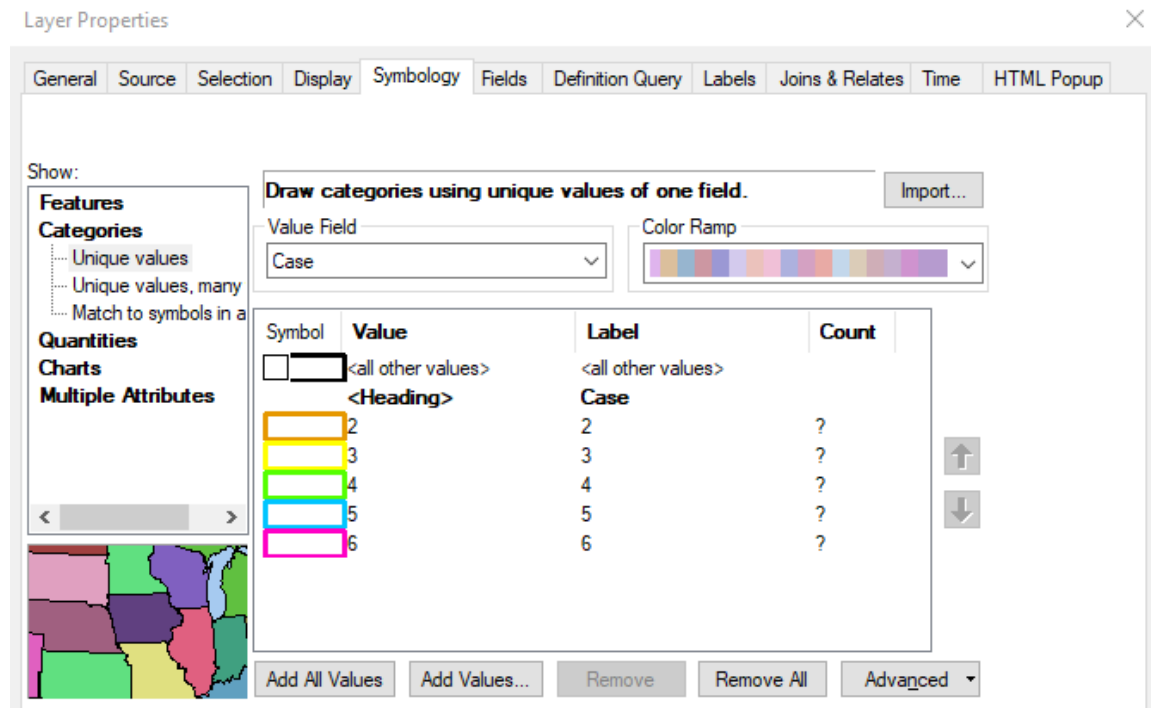 Layer Properties
General Source Selection Display Symbology Fields Definition Query Labels Joins & Relates Time HTML Popup
Show:
Features
Categories
Unique values
Unique values, many
Match to symbols in a
Quantities
Charts
Multiple Attributes
Draw categories using unique values of one field.
Import...
Value Field
Case
Color Ramp
Symbol Value Label Count
<all other values> <all other values>
<Heading> Case
2 2 ?
3 3 ?
4 4 ?
5 5 ?
6 6 ?
Add All Values Add Values... Remove Remove All Advanced